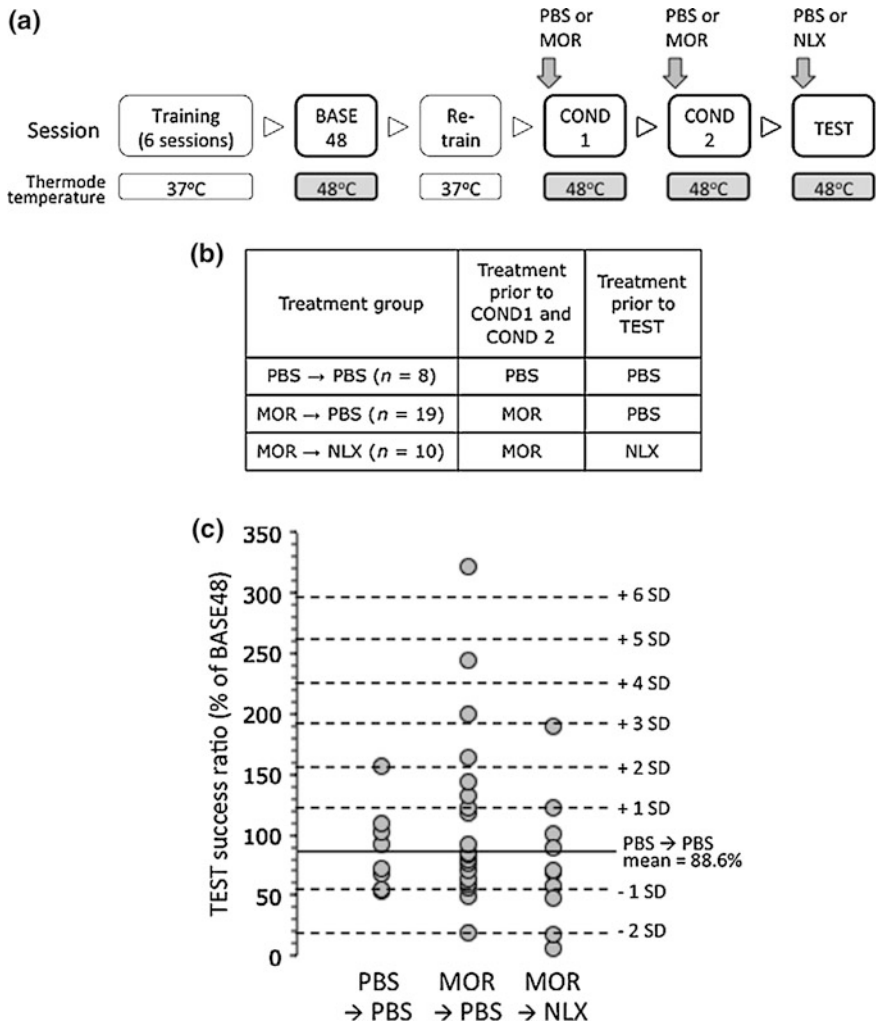 (a)
PBS or
MOR
PBS or
MOR
PBS or
NLX
Session
Training
(6 sessions)
BASE
48
Re-
train
COND
1
COND
2
TEST
Thermode
temperature
37°C
48°C
37°C
48°C
48°C
48°C
(b)
Treatment group
Treatment
prior to
COND1 and
COND 2
Treatment
prior to
TEST
PBS → PBS (n = 8)
PBS
PBS
MOR → PBS (n = 19)
MOR
PBS
MOR → NLX (n = 10)
MOR
NLX
(c)
TEST success ratio (% of BASE48)
350
300
250
200
150
100
50
0
+ 6 SD
+ 5 SD
+ 4 SD
+ 3 SD
+ 2 SD
+ 1 SD
PBS → PBS
mean = 88.6%
- 1 SD
- 2 SD
PBS
→ PBS
MOR
→ PBS
MOR
→ NLX